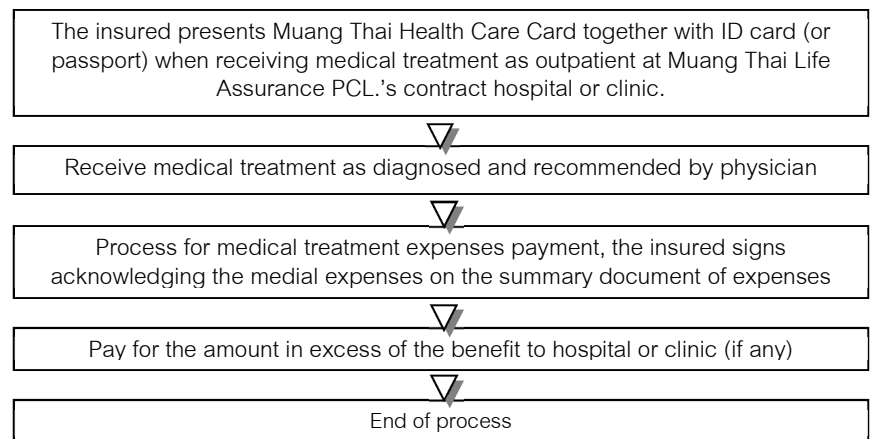 The insured presents Muang Thai Health Care Card together with ID card (or
passport) when receiving medical treatment as outpatient at Muang Thai Life
Assurance PCL.'s contract hospital or clinic.
Receive medical treatment as diagnosed and recommended by physician
Process for medical treatment expenses payment, the insured signs
acknowledging the medial expenses on the summary document of expenses
Pay for the amount in excess of the benefit to hospital or clinic (if any)
End of process